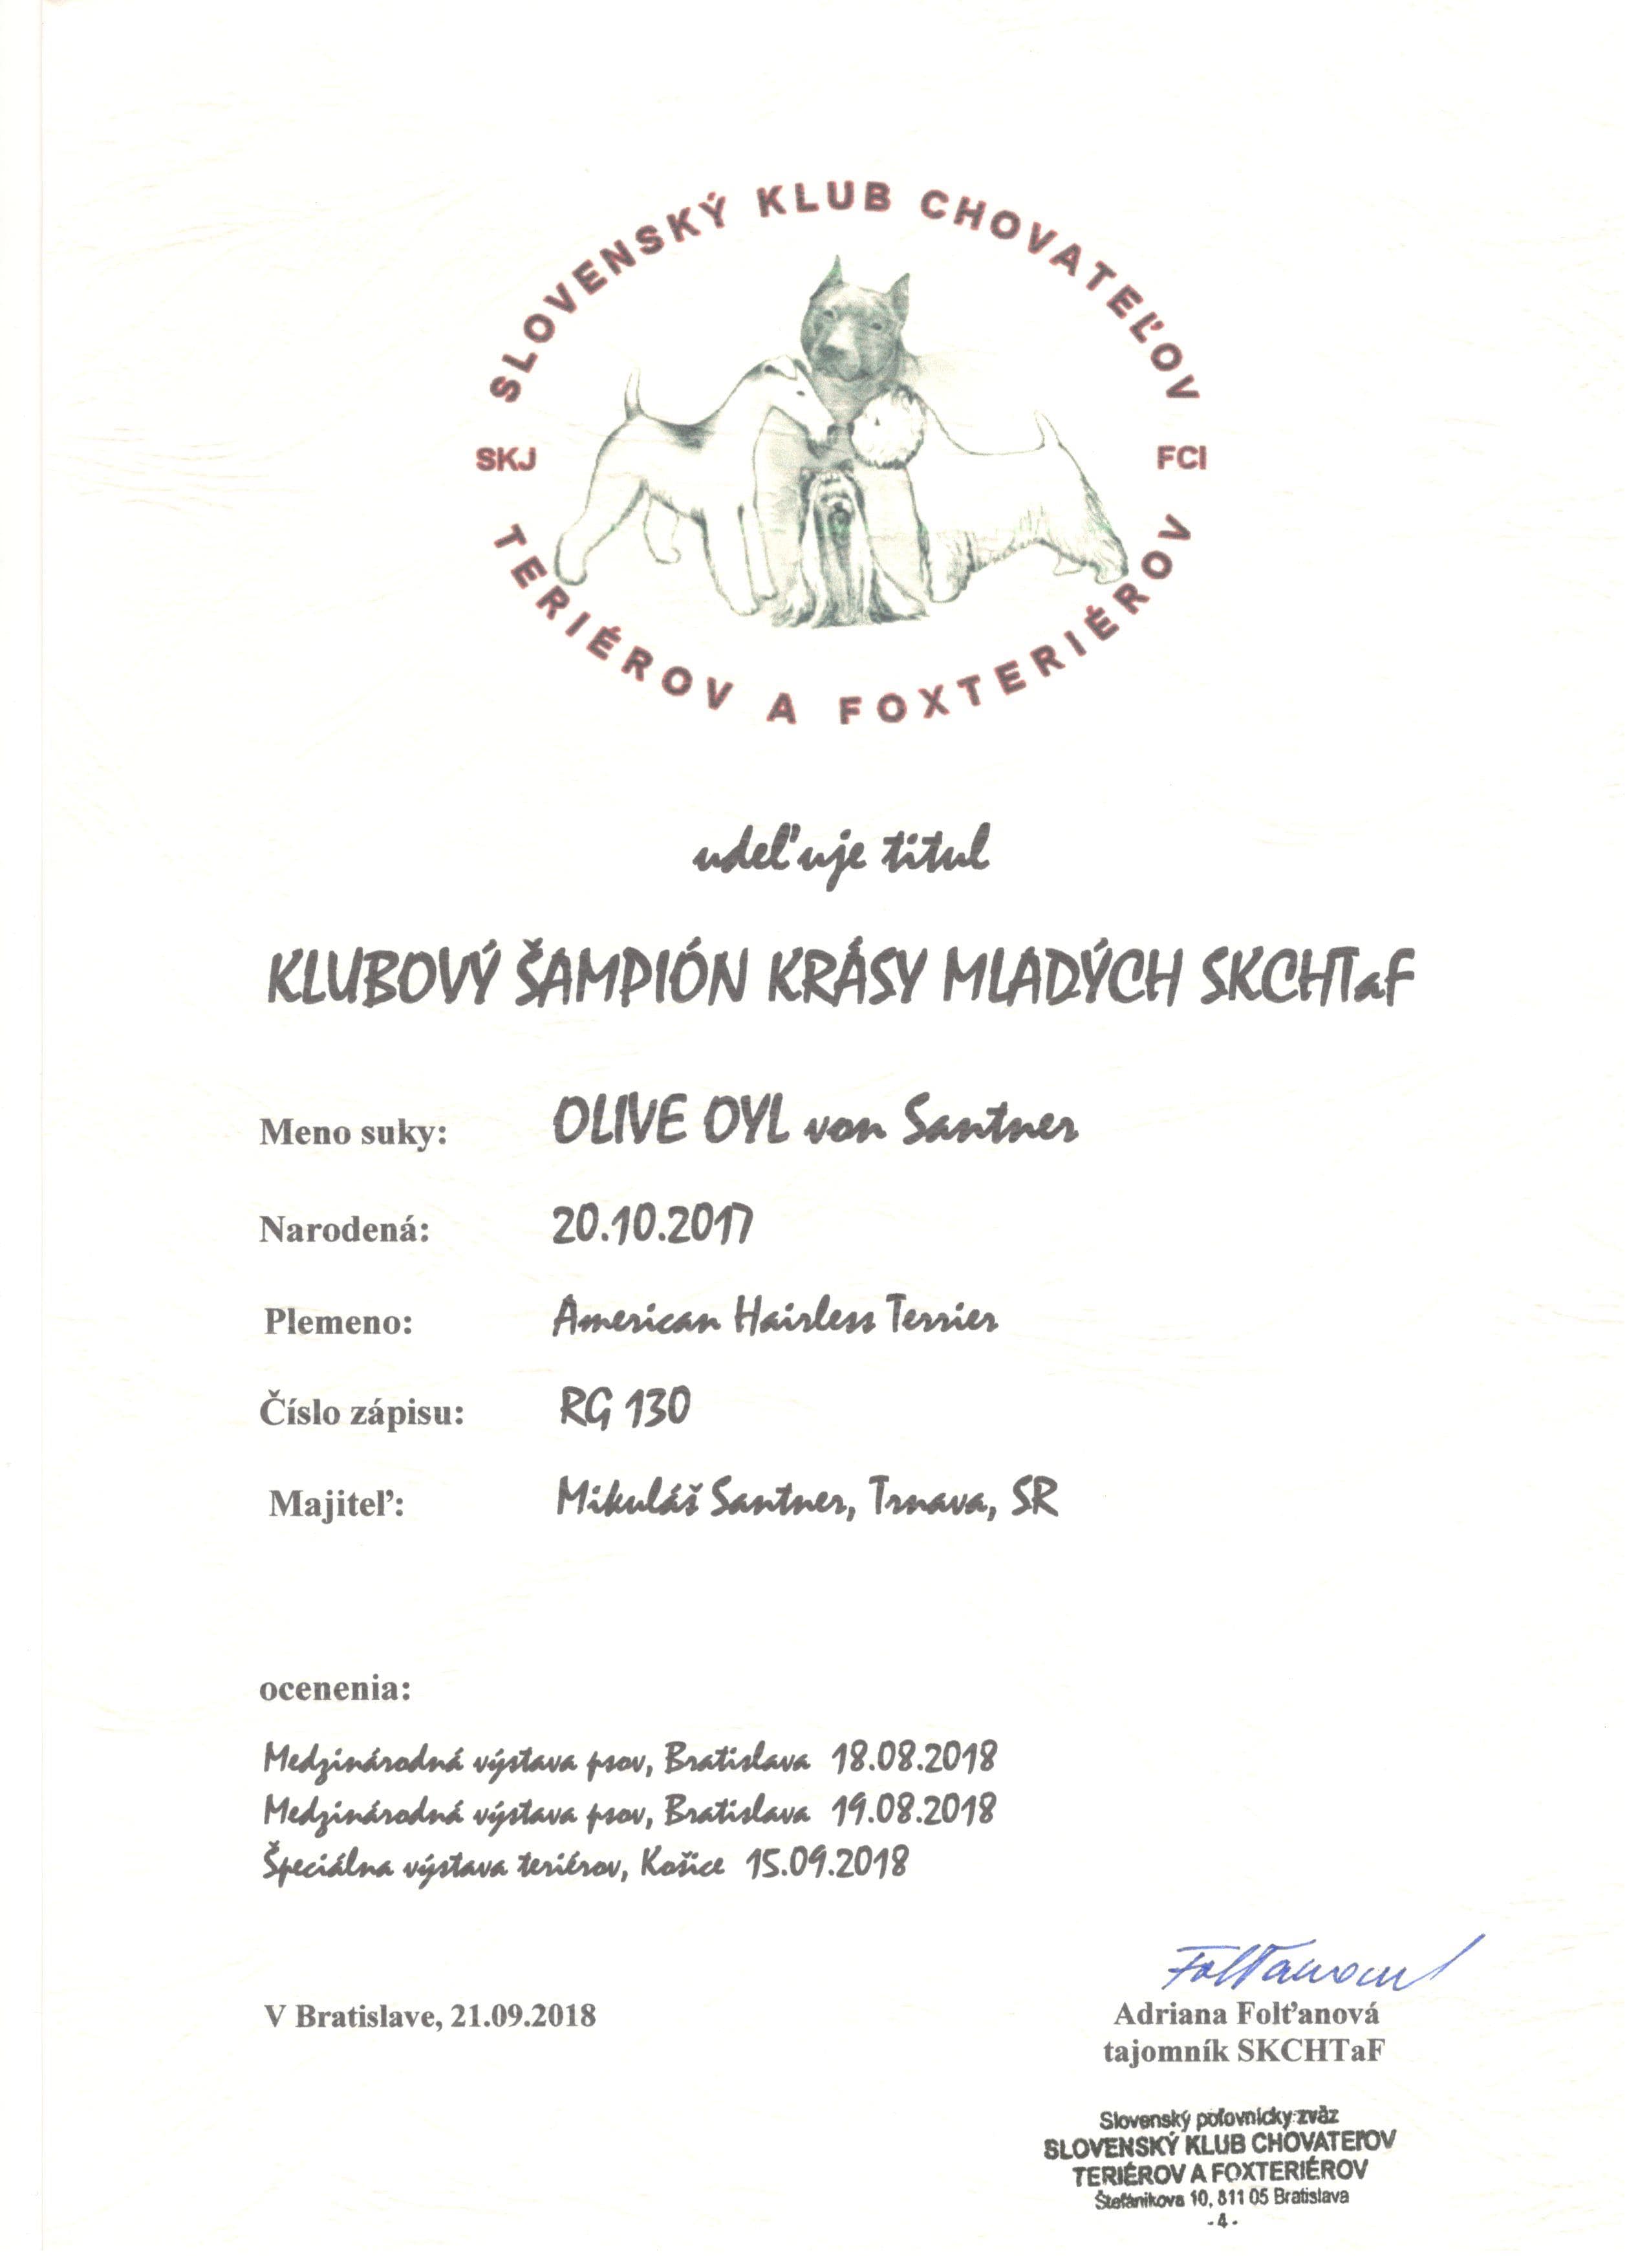 SLOVENSKÝ KLUB CHOVATEĽOV
SKJ
FCI
TERIÉROV A FOXTERIÉROV
udeľuje titul
KLUBOVÝ ŠAMPIÓN KRÁSY MLADÝCH SKCHTaF
Meno suky: OLIVE OYL von Santner
Narodená: 20.10.2017
Plemeno: American Hairless Terrier
Číslo zápisu: RG 130
Majiteľ: Mikuláš Santner, Trnava, SR
ocenenia:
Medzinárodná výstava psov, Bratislava 18.08.2018
Medzinárodná výstava psov, Bratislava 19.08.2018
Špeciálna výstava teriérov, Košice 15.09.2018
Folťanová
V Bratislave, 21.09.2018
Adriana Folťanová
tajomník SKCHTaF
Slovenský poľovnícky zväz
SLOVENSKÝ KLUB CHOVATEĽOV
TERIÉROV A FOXTERIÉROV
Štefánikova 10, 811 05 Bratislava
- 4 -